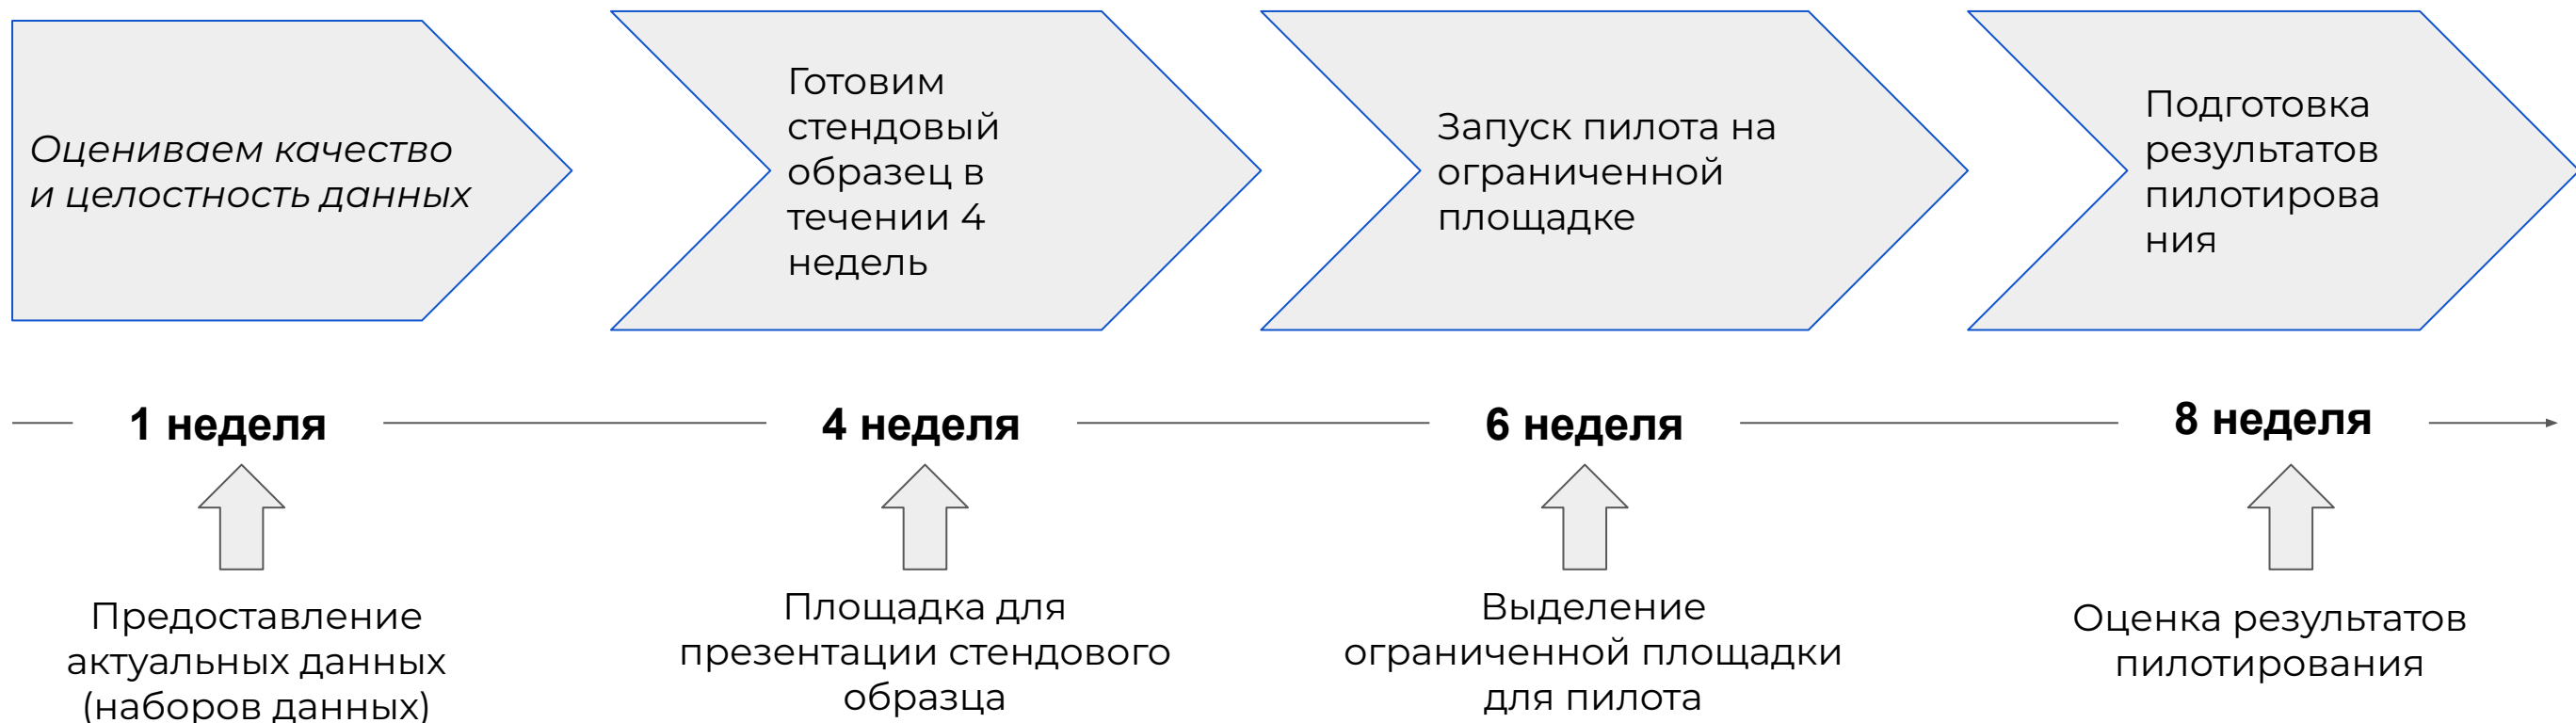 Оцениваем качество
и целостность данных
Готовим
стендовый
образец в
течении 4
недель
Запуск пилота на
ограниченной
площадке
Подготовка
результатов
пилотирова
ния
1 неделя
4 неделя
6 неделя
8 неделя
Предоставление
актуальных данных
(наборов данных)
Площадка для
презентации стендового
образца
Выделение
ограниченной площадки
для пилота
Оценка результатов
пилотирования